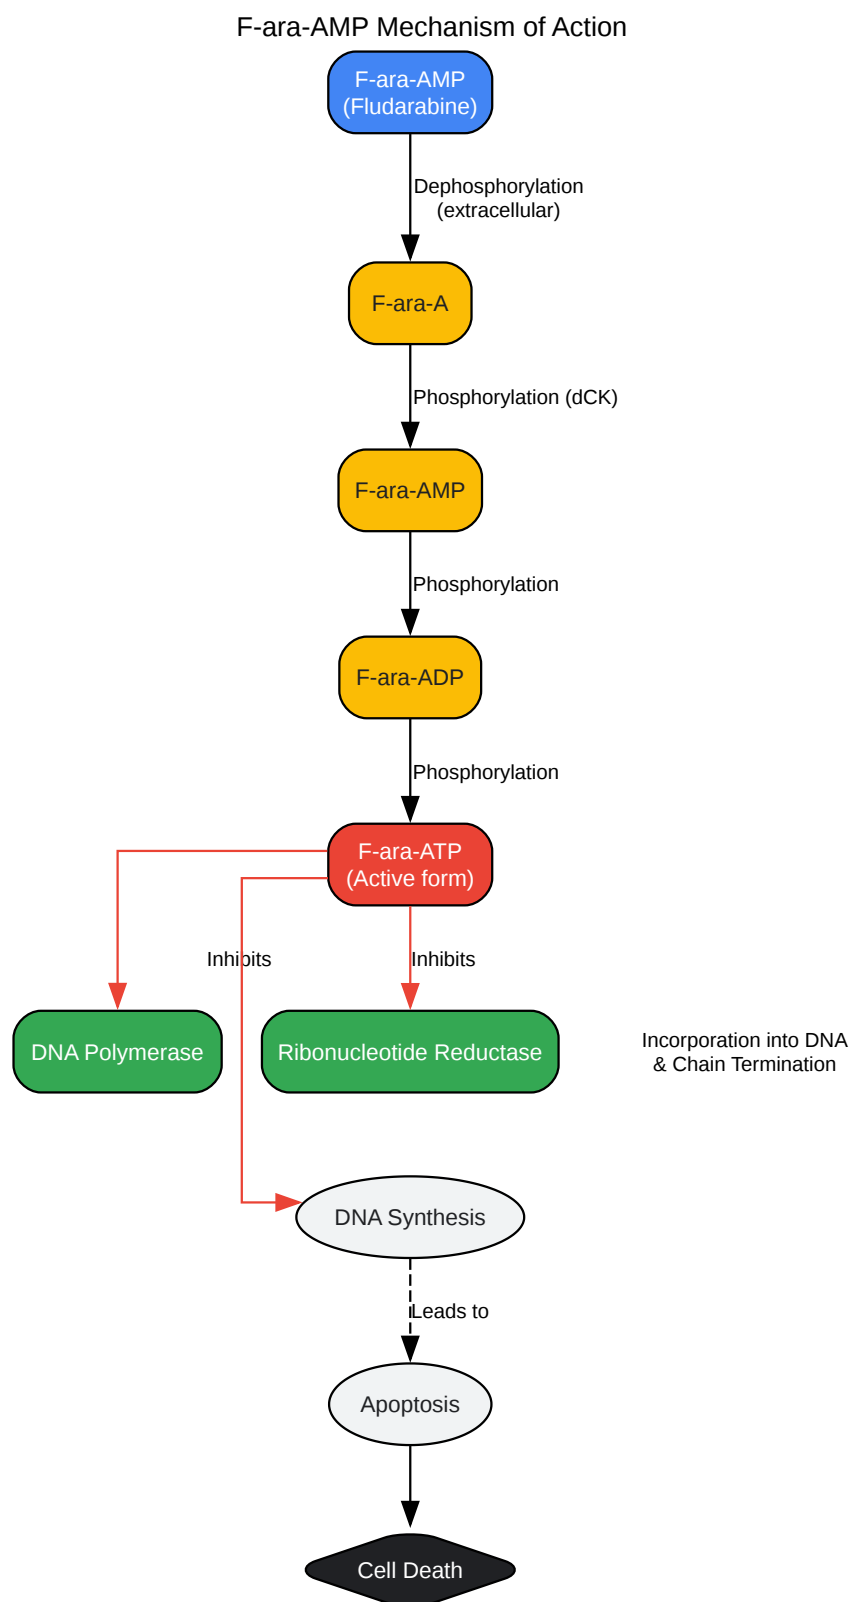 F-ara-AMP Mechanism of Action
F-ara-AMP
(Fludarabine)
Dephosphorylation
(extracellular)
F-ara-A
Phosphorylation (dCK)
F-ara-AMP
Phosphorylation
F-ara-ADP
Phosphorylation
F-ara-ATP
(Active form)
Inhibits
Inhibits
DNA Polymerase
Ribonucleotide Reductase
Incorporation into DNA
& Chain Termination
DNA Synthesis
Leads to
Apoptosis
Cell Death